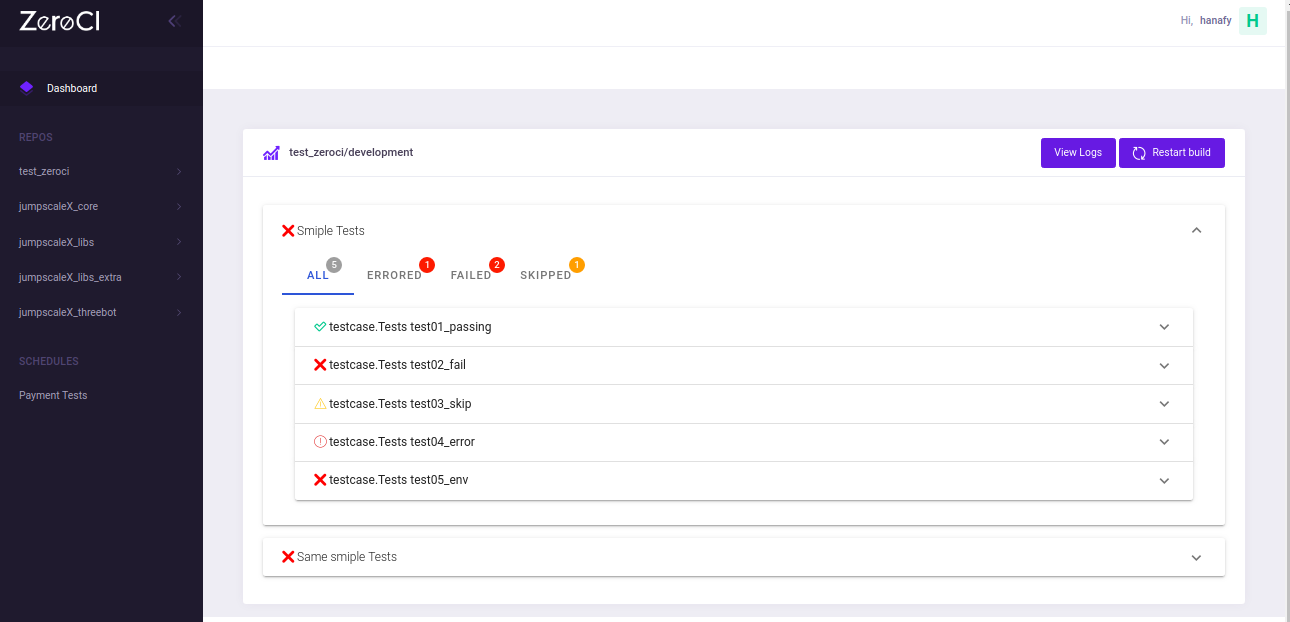 ZeroCI
Hi, hanafy H
Dashboard
REPOS
test_zeroci
jumpscaleX_core
jumpscaleX_libs
jumpscaleX_libs_extra
jumpscaleX_threebot
SCHEDULES
Payment Tests
test_zeroci/development
View Logs
Restart build
Smiple Tests
ALL 5
ERRORED 1
FAILED 2
SKIPPED 1
testcase.Tests test01_passing
testcase.Tests test02_fail
testcase.Tests test03_skip
testcase.Tests test04_error
testcase.Tests test05_env
Same smiple Tests